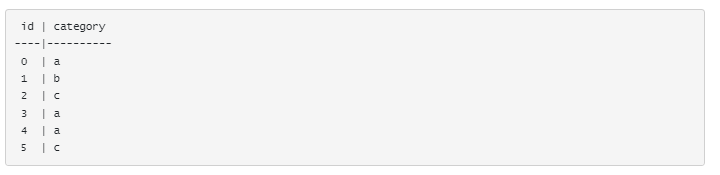 id | category
----|----------
0 | a
1 | b
2 | c
3 | a
4 | a
5 | c